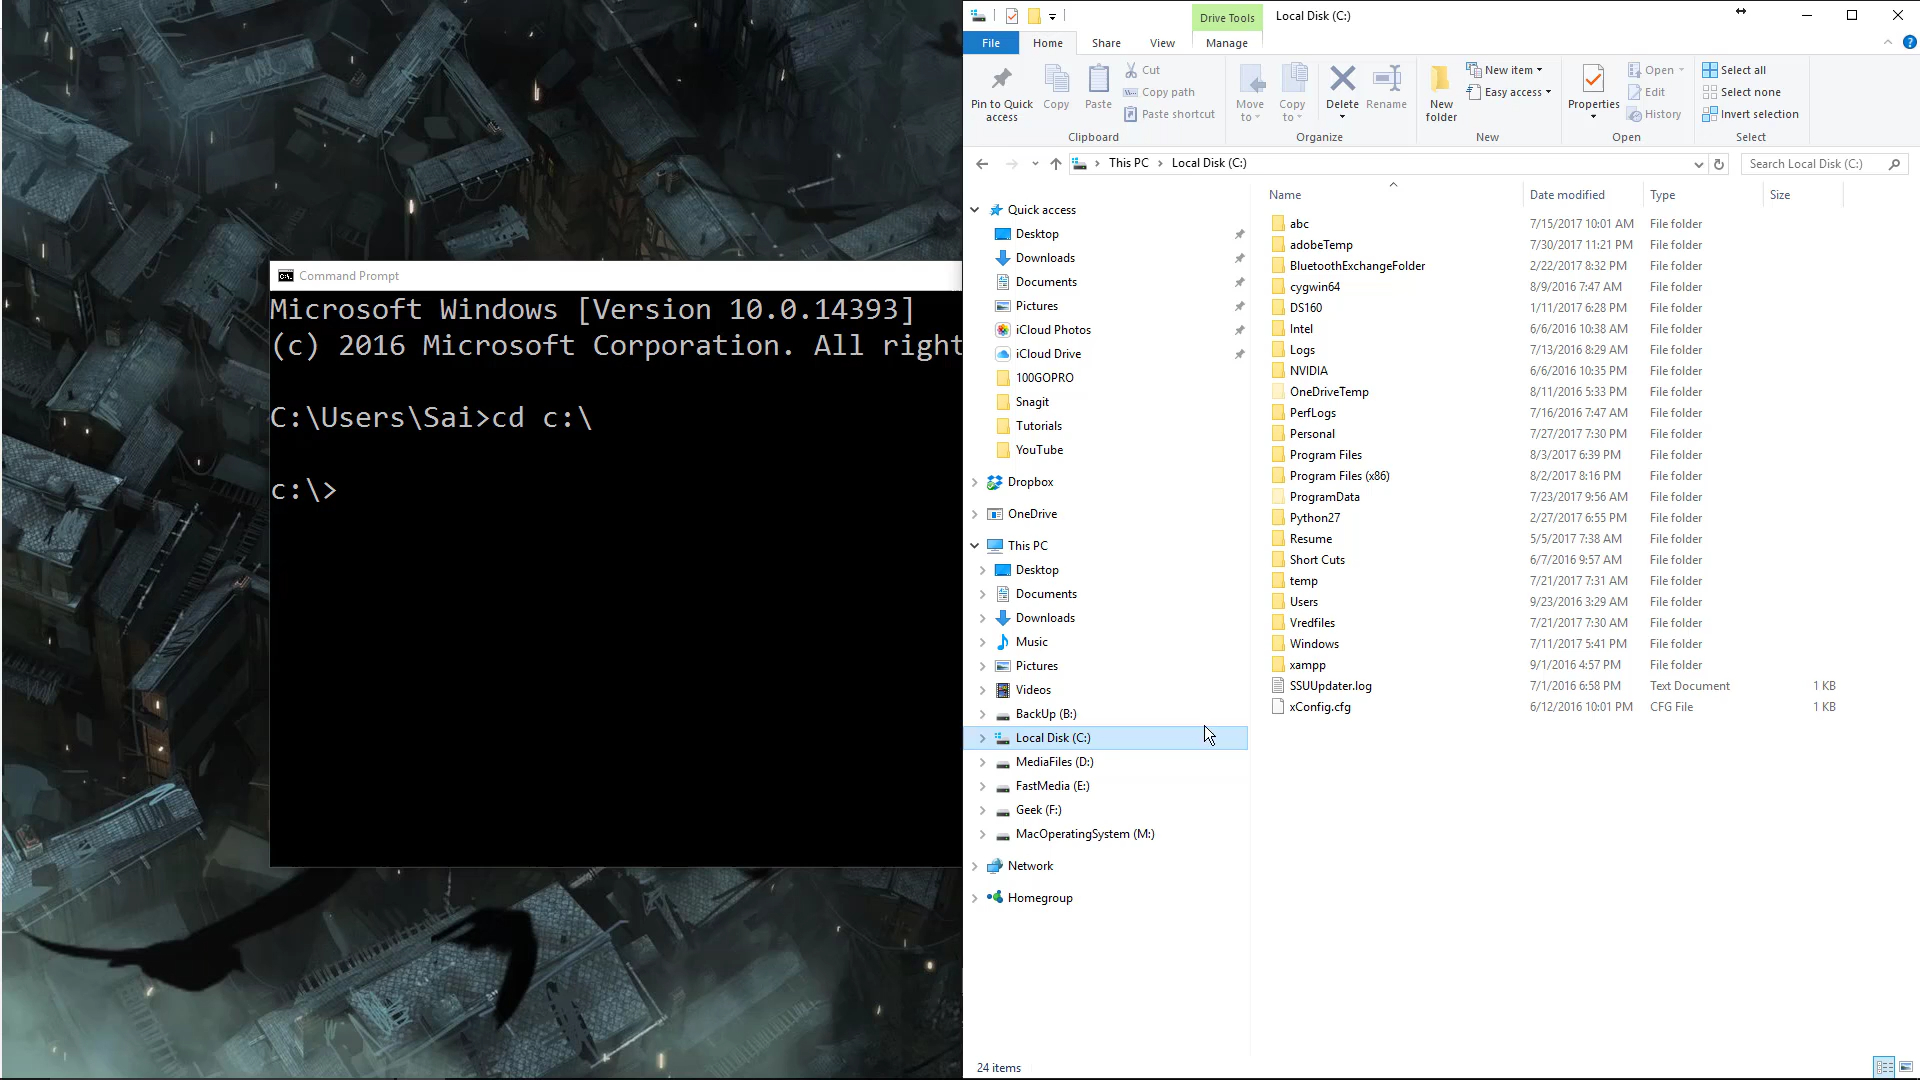 Command Prompt
Microsoft Windows [Version 10.0.14393]
(c) 2016 Microsoft Corporation. All right
C:\Users\Sai>cd c:\
c:\>
Drive Tools
Local Disk (C:)
File
Home
Share
View
Manage
Pin to Quick
access
Copy
Paste
Cut
Copy path
Paste shortcut
Clipboard
Move
to
Copy
to
Delete
Rename
Organize
New
folder
New item
Easy access
New
Properties
Open
Edit
History
Open
Select all
Select none
Invert selection
Select
This PC
Local Disk (C:)
Search Local Disk (C:)
Quick access
Desktop
Downloads
Documents
Pictures
iCloud Photos
iCloud Drive
100GOPRO
Snagit
Tutorials
YouTube
Dropbox
OneDrive
This PC
Desktop
Documents
Downloads
Music
Pictures
Videos
BackUp (B:)
Local Disk (C:)
MediaFiles (D:)
FastMedia (E:)
Geek (F:)
MacOperatingSystem (M:)
Network
Homegroup
Name Date modified Type Size
abc 7/15/2017 10:01 AM File folder
adobeTemp 7/30/2017 11:21 PM File folder
BluetoothExchangeFolder 2/22/2017 8:32 PM File folder
cygwin64 8/9/2016 7:47 AM File folder
DS160 1/11/2017 6:28 PM File folder
Intel 6/6/2016 10:38 AM File folder
Logs 7/13/2016 8:29 AM File folder
NVIDIA 6/6/2016 10:35 PM File folder
OneDriveTemp 8/11/2016 5:33 PM File folder
PerfLogs 7/16/2016 7:47 AM File folder
Personal 7/27/2017 7:30 PM File folder
Program Files 8/3/2017 6:39 PM File folder
Program Files (x86) 8/2/2017 8:16 PM File folder
ProgramData 7/23/2017 9:56 AM File folder
Python27 2/27/2017 6:55 PM File folder
Resume 5/5/2017 7:38 AM File folder
Short Cuts 6/7/2016 9:57 AM File folder
temp 7/21/2017 7:31 AM File folder
Users 9/23/2016 3:29 AM File folder
Vredfiles 7/21/2017 7:30 AM File folder
Windows 7/11/2017 5:41 PM File folder
xampp 9/1/2016 4:57 PM File folder
SSUUpdater.log 7/1/2016 6:58 PM Text Document 1 KB
xConfig.cfg 6/12/2016 10:01 PM CFG File 1 KB
24 items